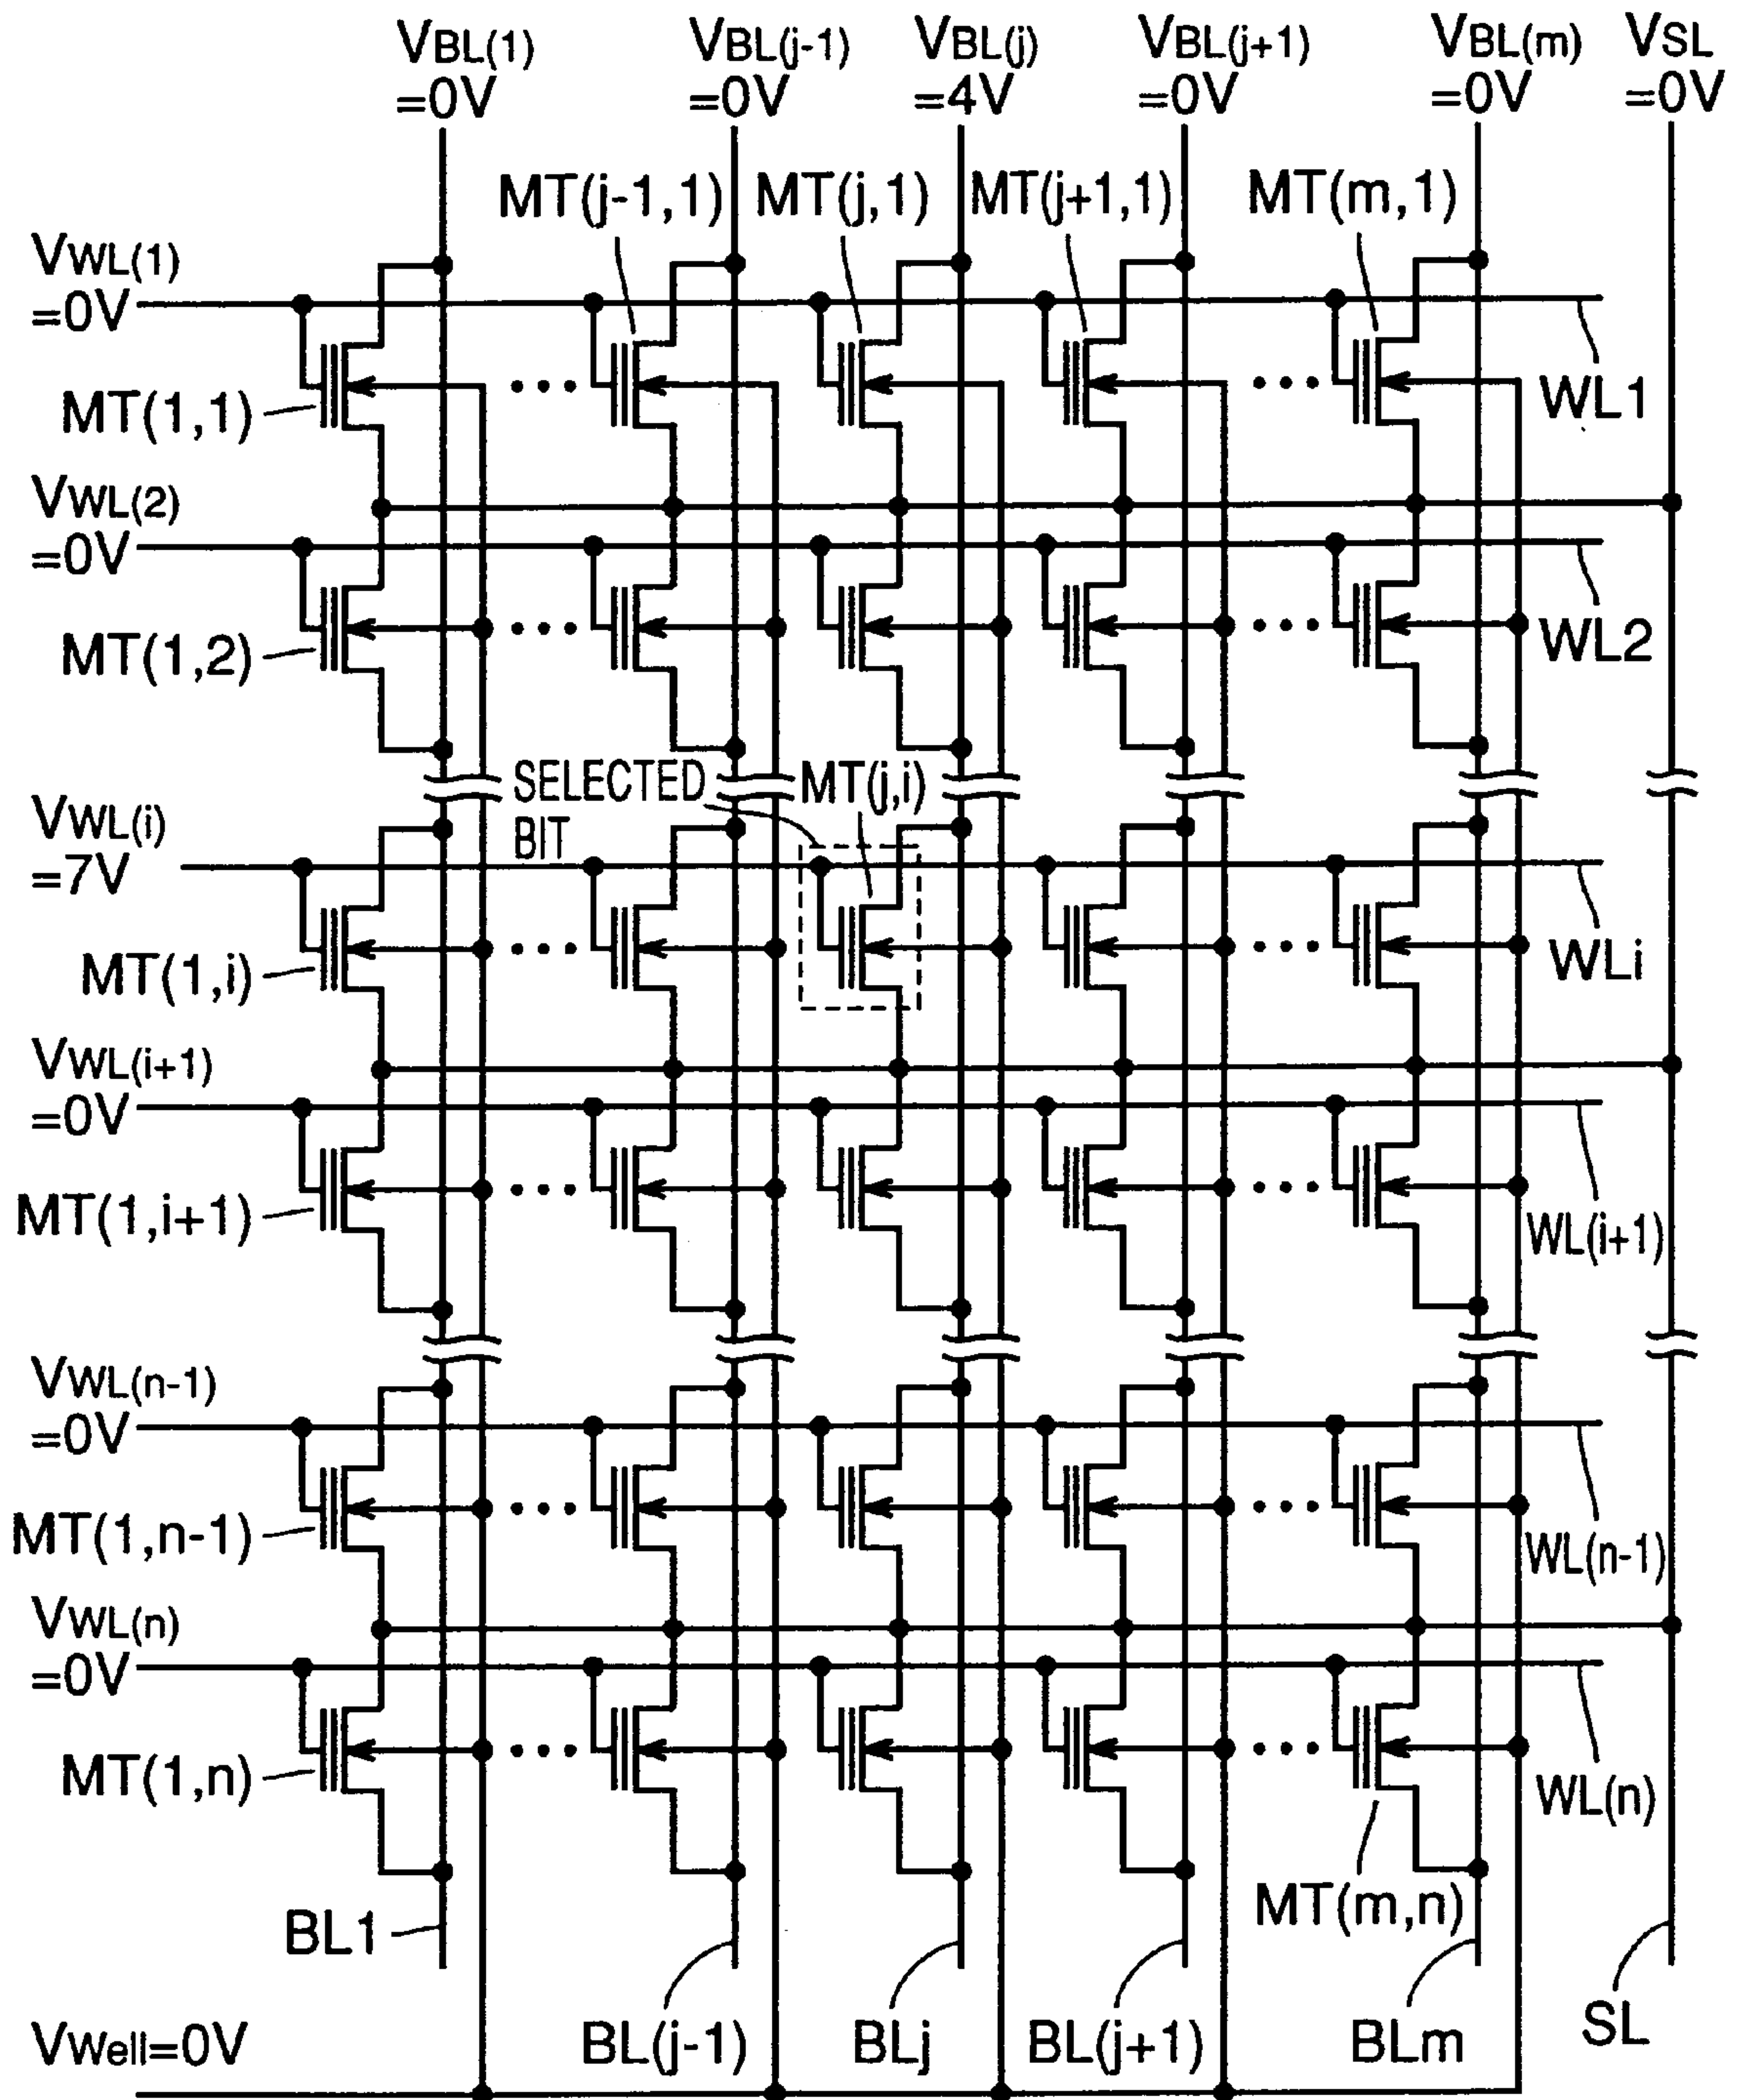 VBL(1)
=0V
VBL(j-1)
=0V
VBL(j)
=4V
VBL(j+1)
=0V
VBL(m)
=0V
VSL
=0V
MT(j-1,1)
MT(j,1)
MT(j+1,1)
MT(m,1)
VWL(1)
=0V
MT(1,1)
WL1
VWL(2)
=0V
MT(1,2)
WL2
SELECTED
BIT
MT(j,i)
VWL(i)
=7V
MT(1,i)
WLi
VWL(i+1)
=0V
MT(1,i+1)
WL(i+1)
VWL(n-1)
=0V
MT(1,n-1)
WL(n-1)
VWL(n)
=0V
MT(1,n)
WL(n)
MT(m,n)
BL1
BL(j-1)
BLj
BL(j+1)
BLm
SL
VWell=0V